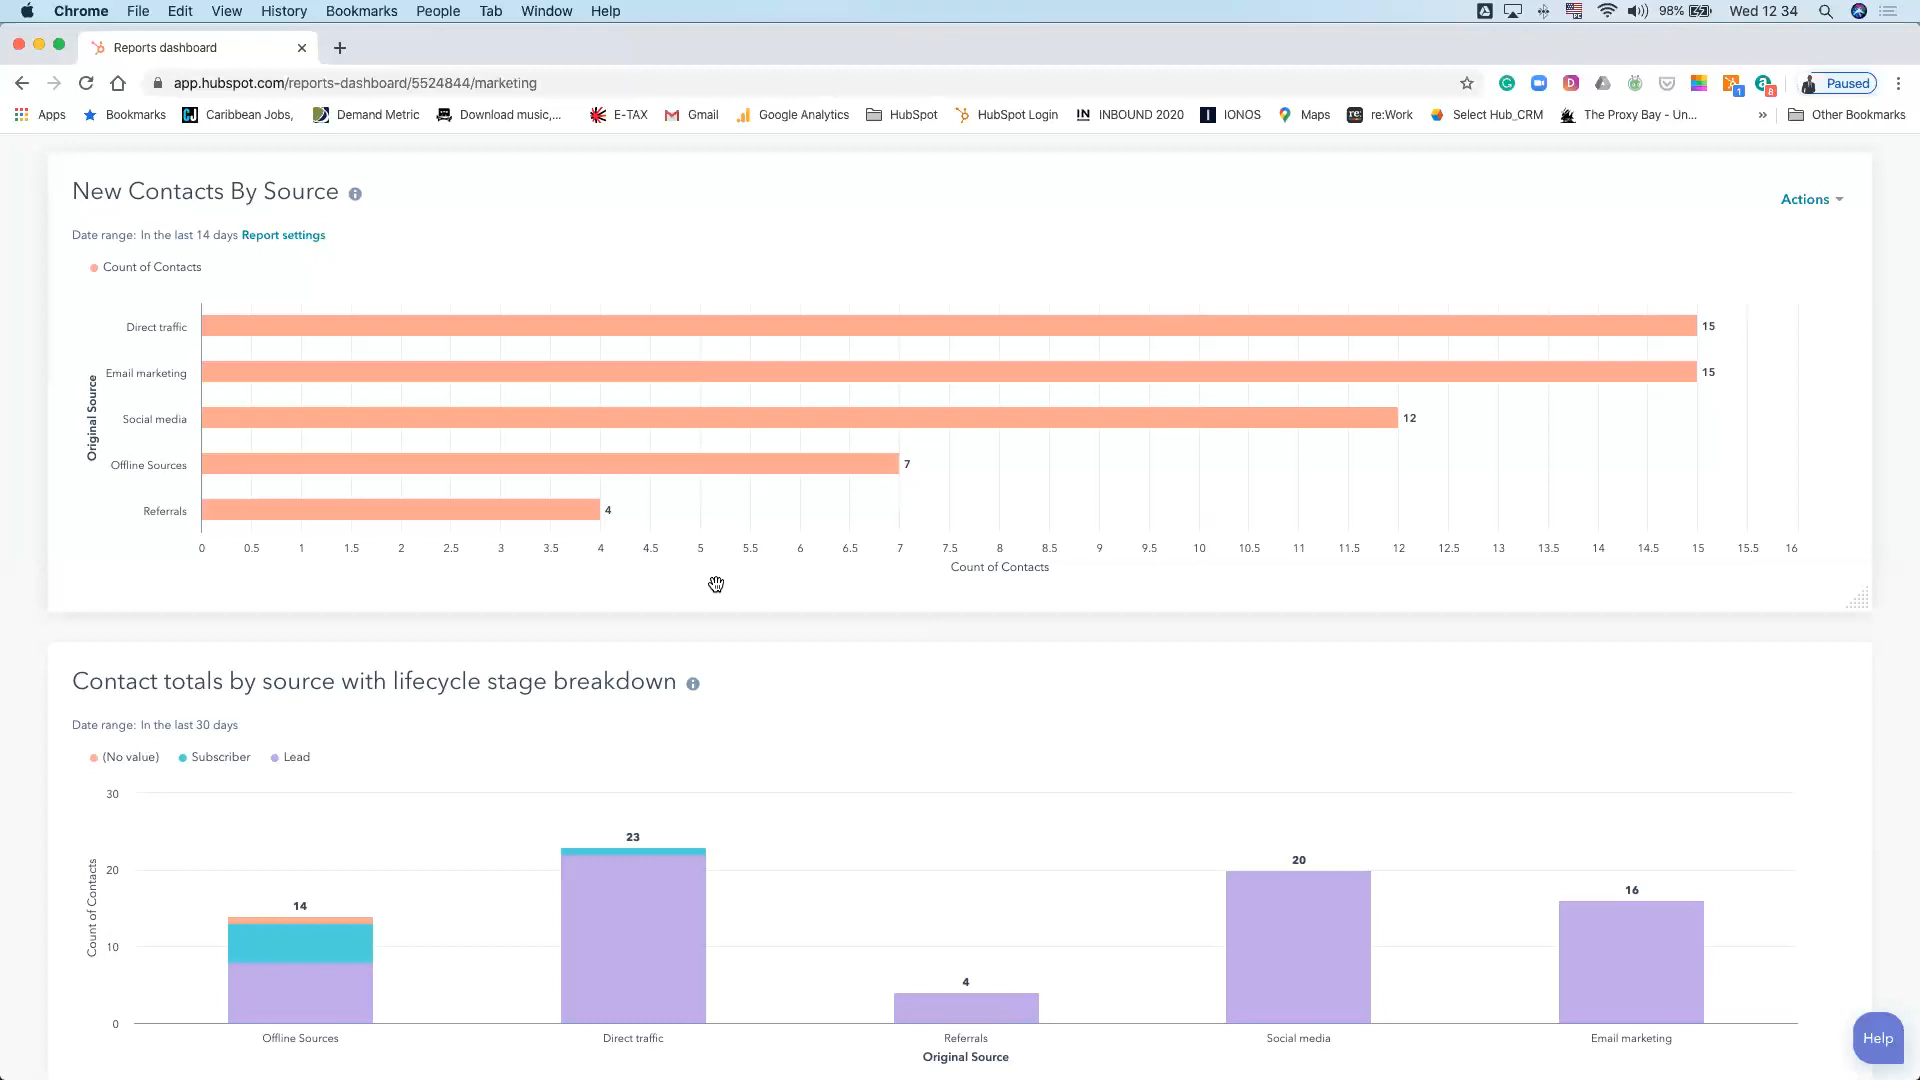 Chrome File Edit View History Bookmarks People Tab Window Help 98% Wed 12 34
Reports dashboard
app.hubspot.com/reports-dashboard/5524844/marketing Paused
Apps Bookmarks Caribbean Jobs, Demand Metric Download music,... E-TAX Gmail Google Analytics HubSpot HubSpot Login IN INBOUND 2020 IONOS Maps re: re:Work Select Hub_CRM The Proxy Bay - Un... » Other Bookmarks
New Contacts By Source
Actions
Date range: In the last 14 days Report settings
Count of Contacts
Original Source
Direct traffic 15
Email marketing 15
Social media 12
Offline Sources 7
Referrals 4
0 0.5 1 1.5 2 2.5 3 3.5 4 4.5 5 5.5 6 6.5 7 7.5 8 8.5 9 9.5 10 10.5 11 11.5 12 12.5 13 13.5 14 14.5 15 15.5 16
Count of Contacts
Contact totals by source with lifecycle stage breakdown
Date range: In the last 30 days
(No value) Subscriber Lead
Count of Contacts
30
20
10
0
14
23
4
20
16
Offline Sources Direct traffic Referrals Social media Email marketing
Original Source
Help